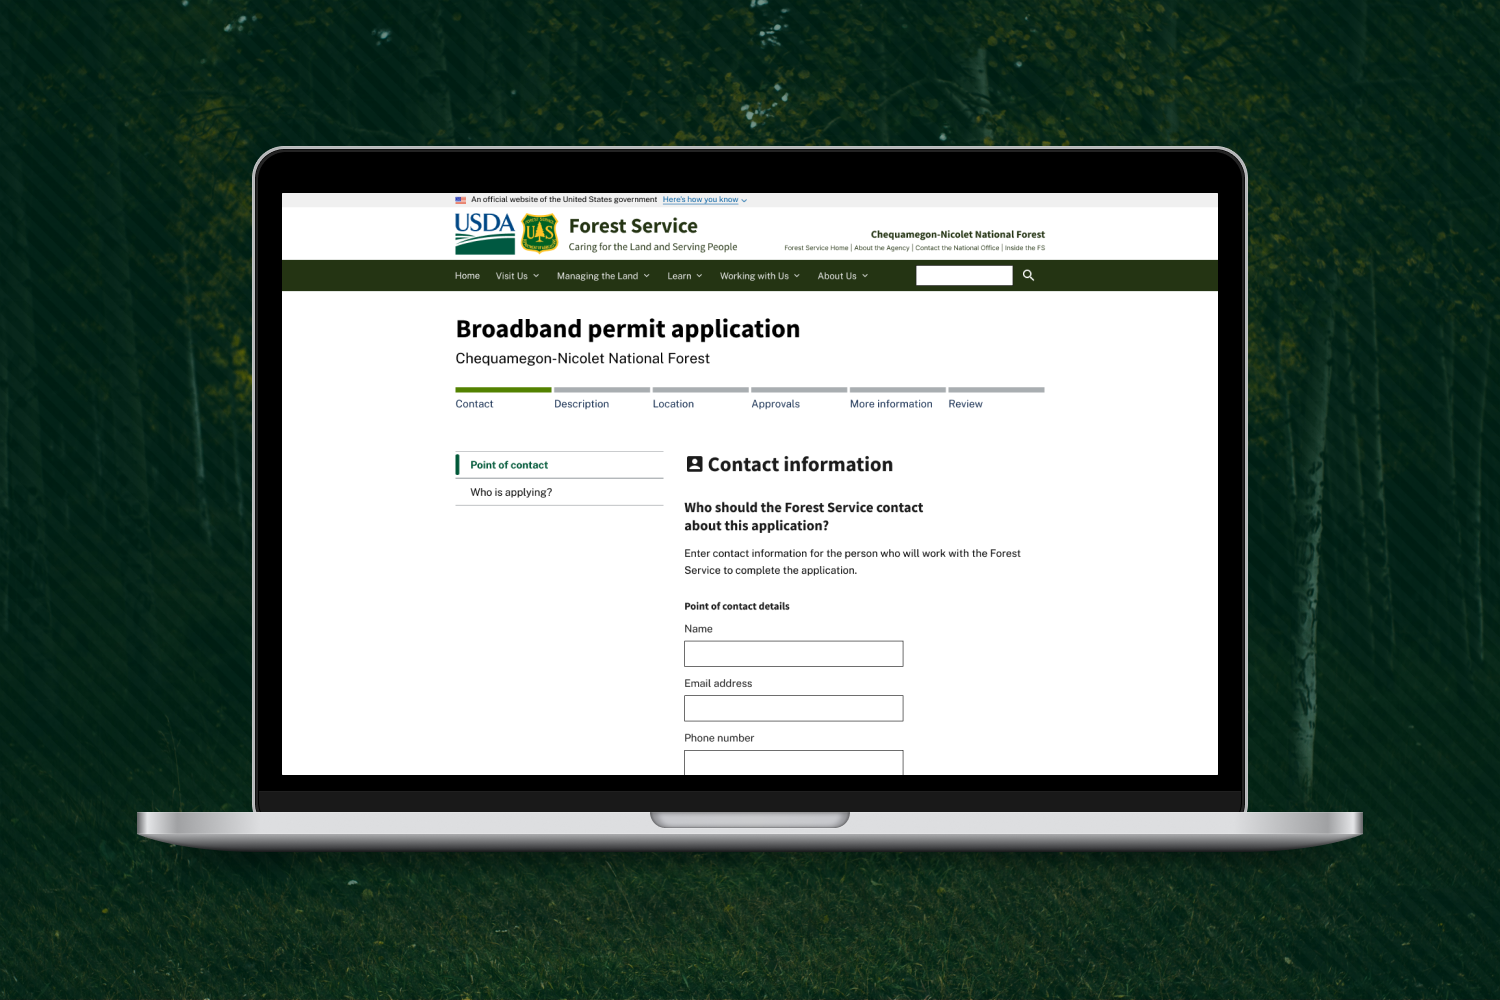 An official website of the United States government Here's how you know
USDA
UAS
Forest Service
Caring for the Land and Serving People
Chequamegon-Nicolet National Forest
Forest Service Home | About the Agency | Contact the National Office | Inside the FS
Home Visit Us Managing the Land Learn Working with Us About Us
Broadband permit application
Chequamegon-Nicolet National Forest
Contact Description Location Approvals More information Review
Point of contact
Who is applying?
Contact information
Who should the Forest Service contact
about this application?
Enter contact information for the person who will work with the Forest
Service to complete the application.
Point of contact details
Name
Email address
Phone number